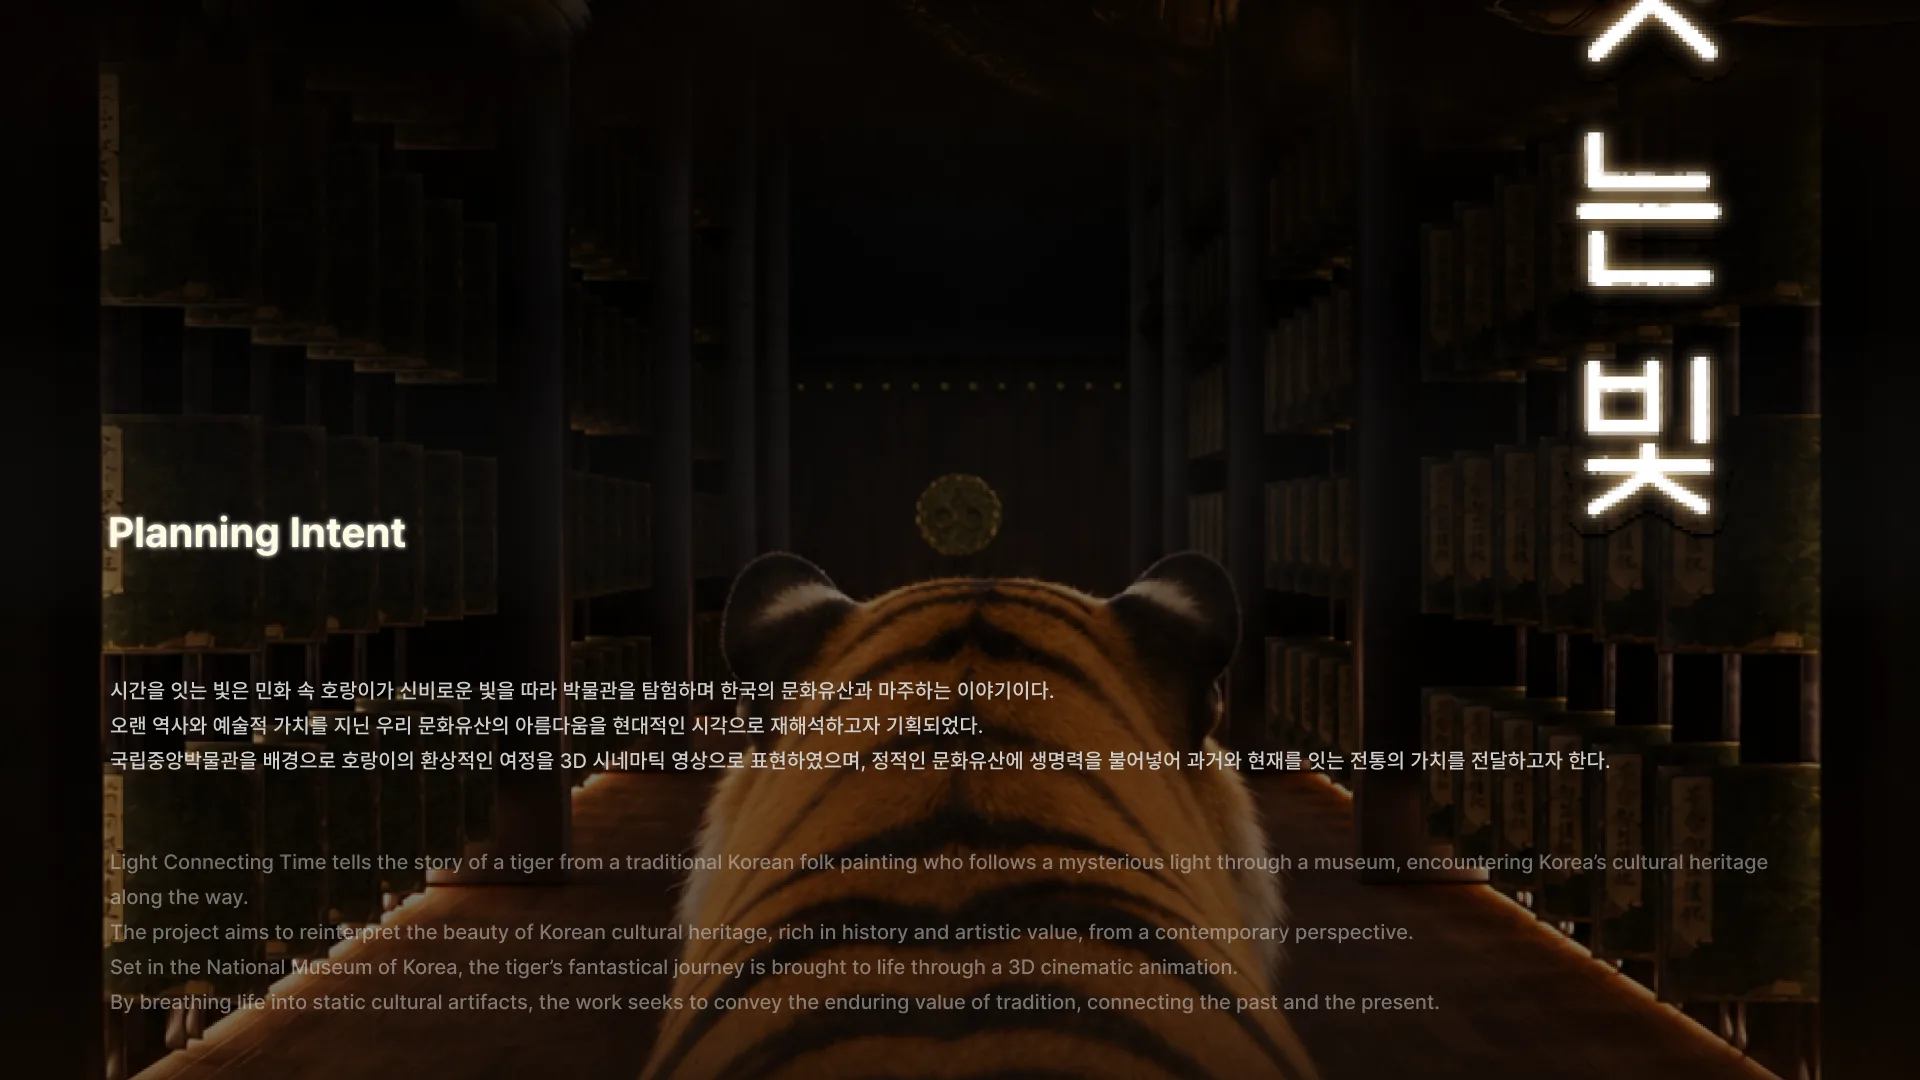 는
빛
Planning Intent
시간을 잇는 빛은 민화 속 호랑이가 신비로운 빛을 따라 박물관을 탐험하며 한국의 문화유산과 마주하는 이야기이다.
오랜 역사와 예술적 가치를 지닌 우리 문화유산의 아름다움을 현대적인 시각으로 재해석하고자 기획되었다.
국립중앙박물관을 배경으로 호랑이의 환상적인 여정을 3D 시네마틱 영상으로 표현하였으며, 정적인 문화유산에 생명력을 불어넣어 과거와 현재를 잇는 전통의 가치를 전달하고자 한다.
Light Connecting Time tells the story of a tiger from a traditional Korean folk painting who follows a mysterious light through a museum, encountering Korea’s cultural heritage
along the way.
The project aims to reinterpret the beauty of Korean cultural heritage, rich in history and artistic value, from a contemporary perspective.
Set in the National Museum of Korea, the tiger’s fantastical journey is brought to life through a 3D cinematic animation.
By breathing life into static cultural artifacts, the work seeks to convey the enduring value of tradition, connecting the past and the present.